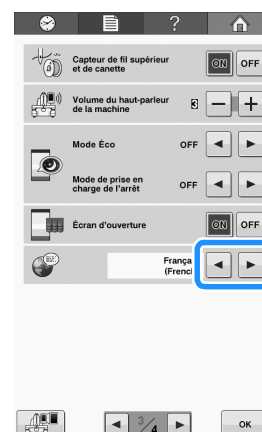 ?
Capteur de fil supérieur
et de canette
ON OFF
Volume du haut-parleur
de la machine
3 − +
Mode Éco OFF
Mode de prise en
charge de l'arrêt OFF
Écran d'ouverture
ON OFF
Françai
(French
3/4
OK